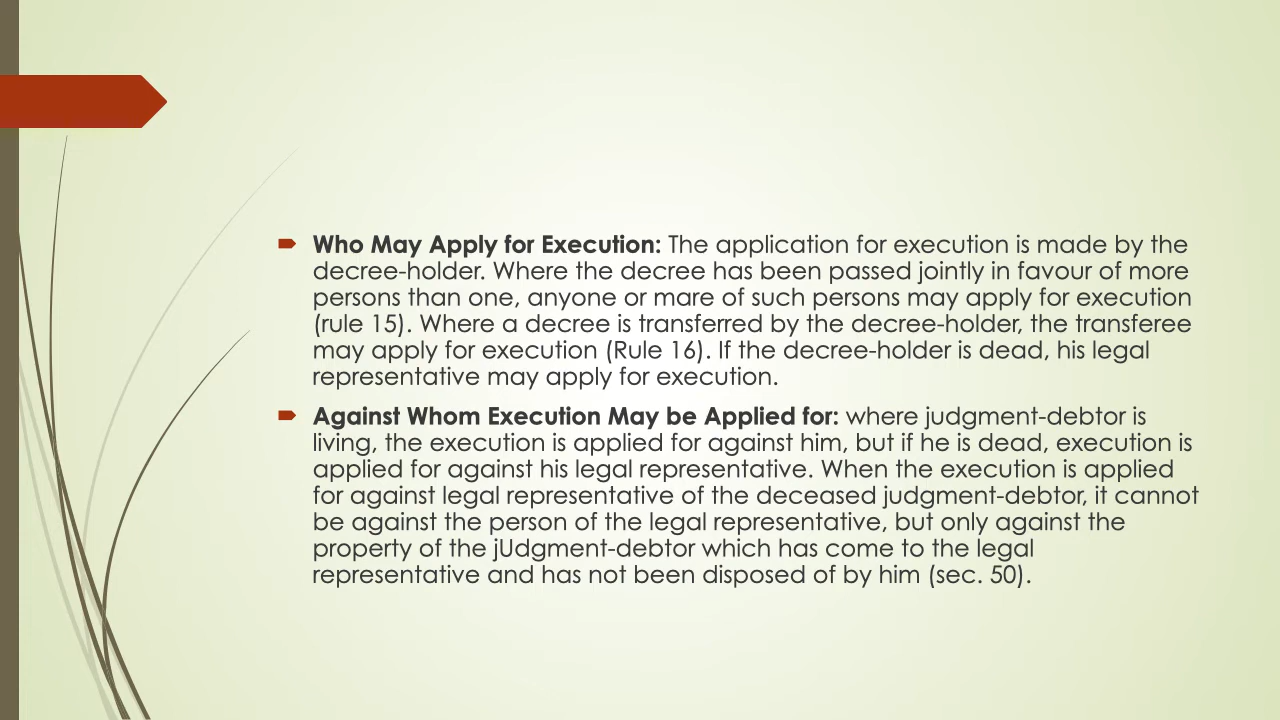 Who May Apply for Execution: The application for execution is made by the
decree-holder. Where the decree has been passed jointly in favour of more
persons than one, anyone or mare of such persons may apply for execution
(rule 15). Where a decree is transferred by the decree-holder, the transferee
may apply for execution (Rule 16). If the decree-holder is dead, his legal
representative may apply for execution.
Against Whom Execution May be Applied for: where judgment-debtor is
living, the execution is applied for against him, but if he is dead, execution is
applied for against his legal representative. When the execution is applied
for against legal representative of the deceased judgment-debtor, it cannot
be against the person of the legal representative, but only against the
property of the jUdgment-debtor which has come to the legal
representative and has not been disposed of by him (sec. 50).